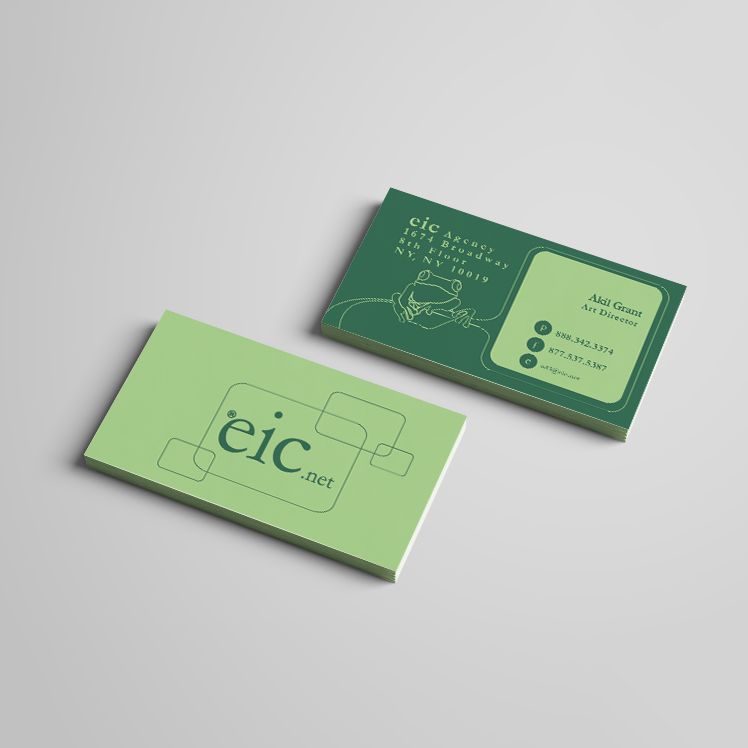 eic Agency
1674 Broadway
8th Floor
NY, NY 10019
Akil Grant
Art Director
p 888.342.3374
f 877.537.5387
e
® eic.net